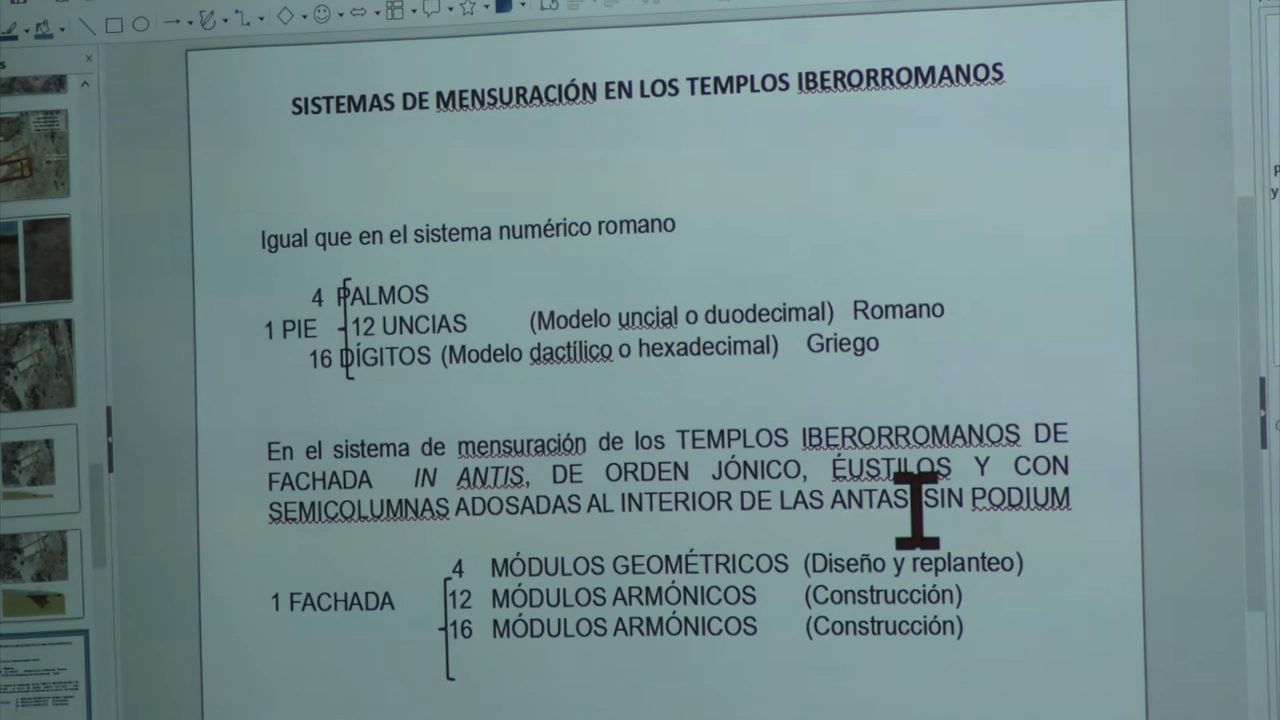 SISTEMAS DE MENSURACIÓN EN LOS TEMPLOS IBERORROMANOS
Igual que en el sistema numérico romano
4 PALMOS
1 PIE 12 UNCIAS (Modelo uncial o duodecimal) Romano
16 DÍGITOS (Modelo dactílico o hexadecimal) Griego
En el sistema de mensuración de los TEMPLOS IBERORROMANOS DE
FACHADA IN ANTIS, DE ORDEN JÓNICO, ÉUSTILOS Y CON
SEMICOLUMNAS ADOSADAS AL INTERIOR DE LAS ANTAS SIN PODIUM
4 MÓDULOS GEOMÉTRICOS (Diseño y replanteo)
1 FACHADA 12 MÓDULOS ARMÓNICOS (Construcción)
16 MÓDULOS ARMÓNICOS (Construcción)